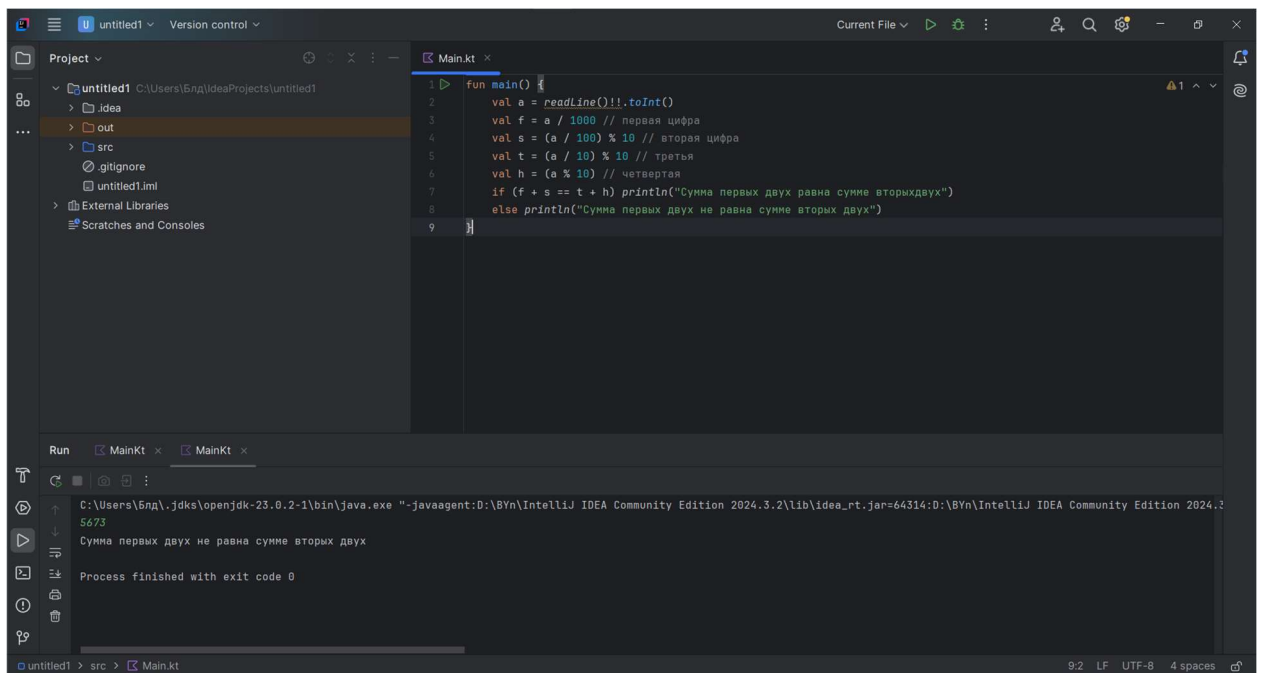 U untitled1 Version control Current File
Project
Main.kt
untitled1 C:\Users\Блд\IdeaProjects\untitled1
.idea
out
src
.gitignore
untitled1.iml
External Libraries
Scratches and Consoles
1 fun main() {
2 val a = readLine()!!.toInt()
3 val f = a / 1000 // первая цифра
4 val s = (a / 100) % 10 // вторая цифра
5 val t = (a / 10) % 10 // третья
6 val h = (a % 10) // четвертая
7 if (f + s == t + h) println("Сумма первых двух равна сумме вторыхдвух")
8 else println("Сумма первых двух не равна сумме вторых двух")
9 }
1
Run MainKt MainKt
C:\Users\Блд\.jdks\openjdk-23.0.2-1\bin\java.exe "-javaagent:D:\BYn\IntelliJ IDEA Community Edition 2024.3.2\lib\idea_rt.jar=64314:D:\BYn\IntelliJ IDEA Community Edition 2024.3
5673
Сумма первых двух не равна сумме вторых двух
Process finished with exit code 0
untitled1 > src > Main.kt 9:2 LF UTF-8 4 spaces